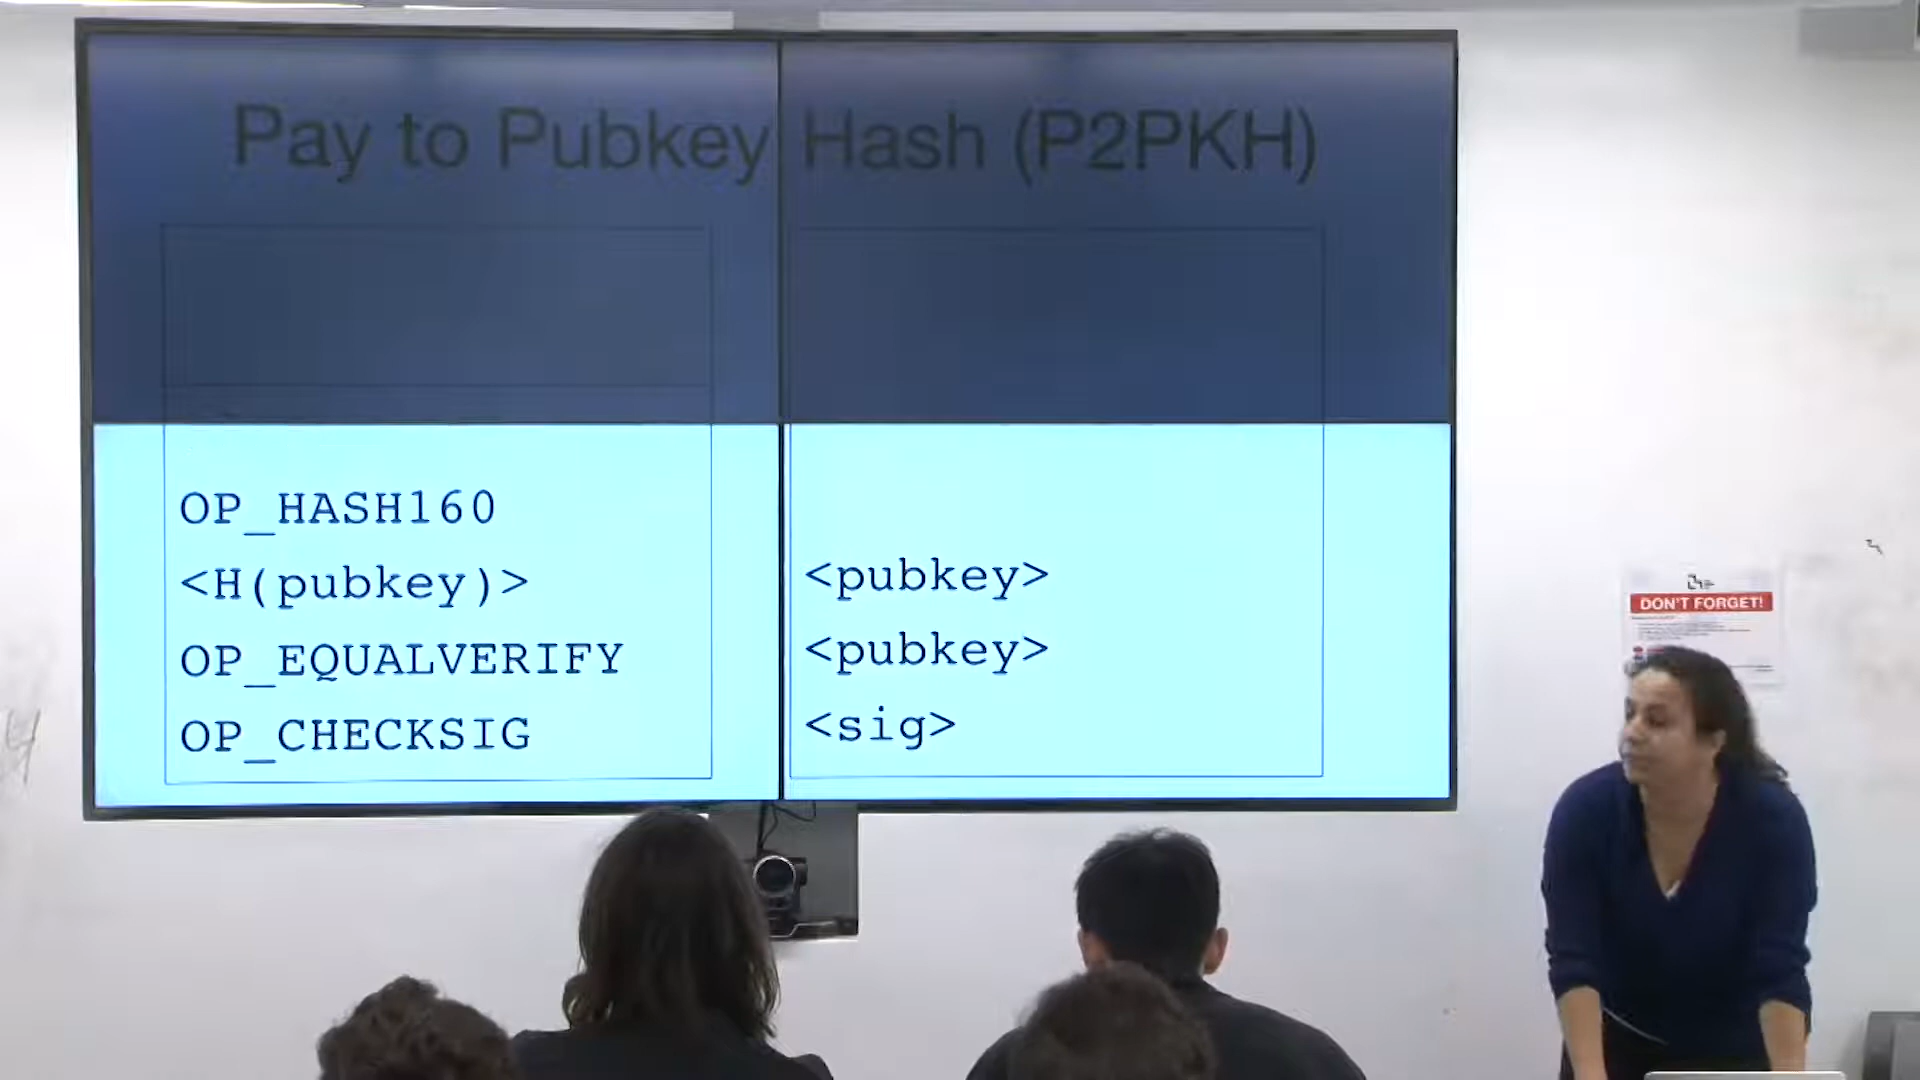 Pay to Pubkey Hash (P2PKH)
OP_HASH160
<H(pubkey)>
OP_EQUALVERIFY
OP_CHECKSIG
<pubkey>
<pubkey>
<sig>
DON'T FORGET!